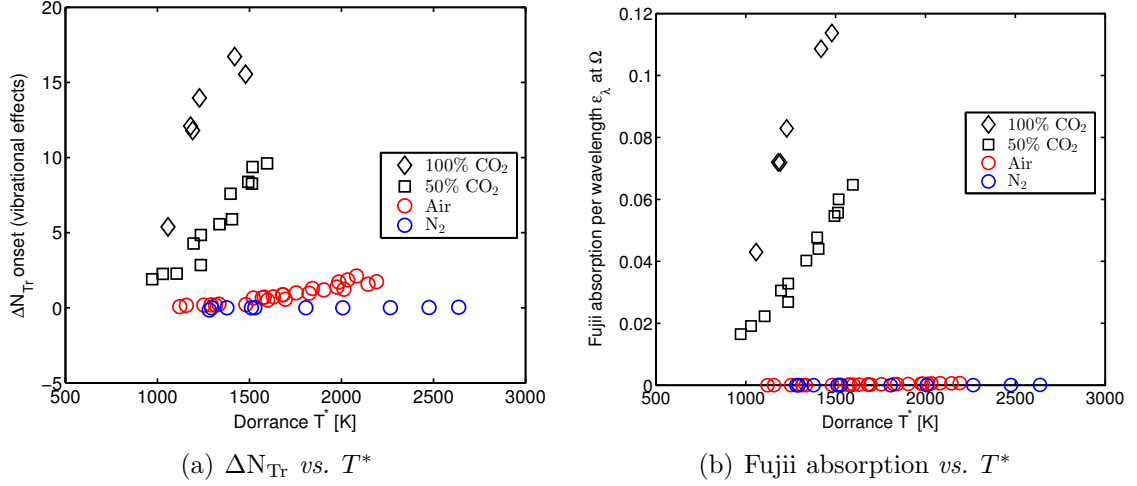 20
15
10
5
0
−5
500
1000
1500
2000
2500
3000
ΔN_Tr onset (vibrational effects)
Dorrance T* [K]
100% CO₂
50% CO₂
Air
N₂
(a) ΔN_Tr vs. T*
0.12
0.1
0.08
0.06
0.04
0.02
0
500
1000
1500
2000
2500
3000
Fujii absorption per wavelength ε_λ at Ω
Dorrance T* [K]
100% CO₂
50% CO₂
Air
N₂
(b) Fujii absorption vs. T*